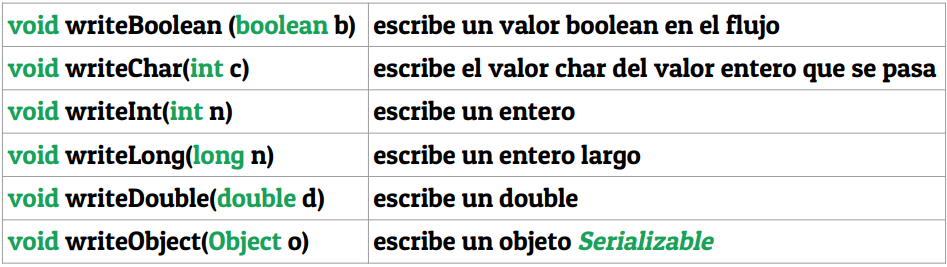 void writeBoolean (boolean b) escribe un valor boolean en el flujo
void writeChar(int c) escribe el valor char del valor entero que se pasa
void writeInt(int n) escribe un entero
void writeLong(long n) escribe un entero largo
void writeDouble(double d) escribe un double
void writeObject(Object o) escribe un objeto Serializable